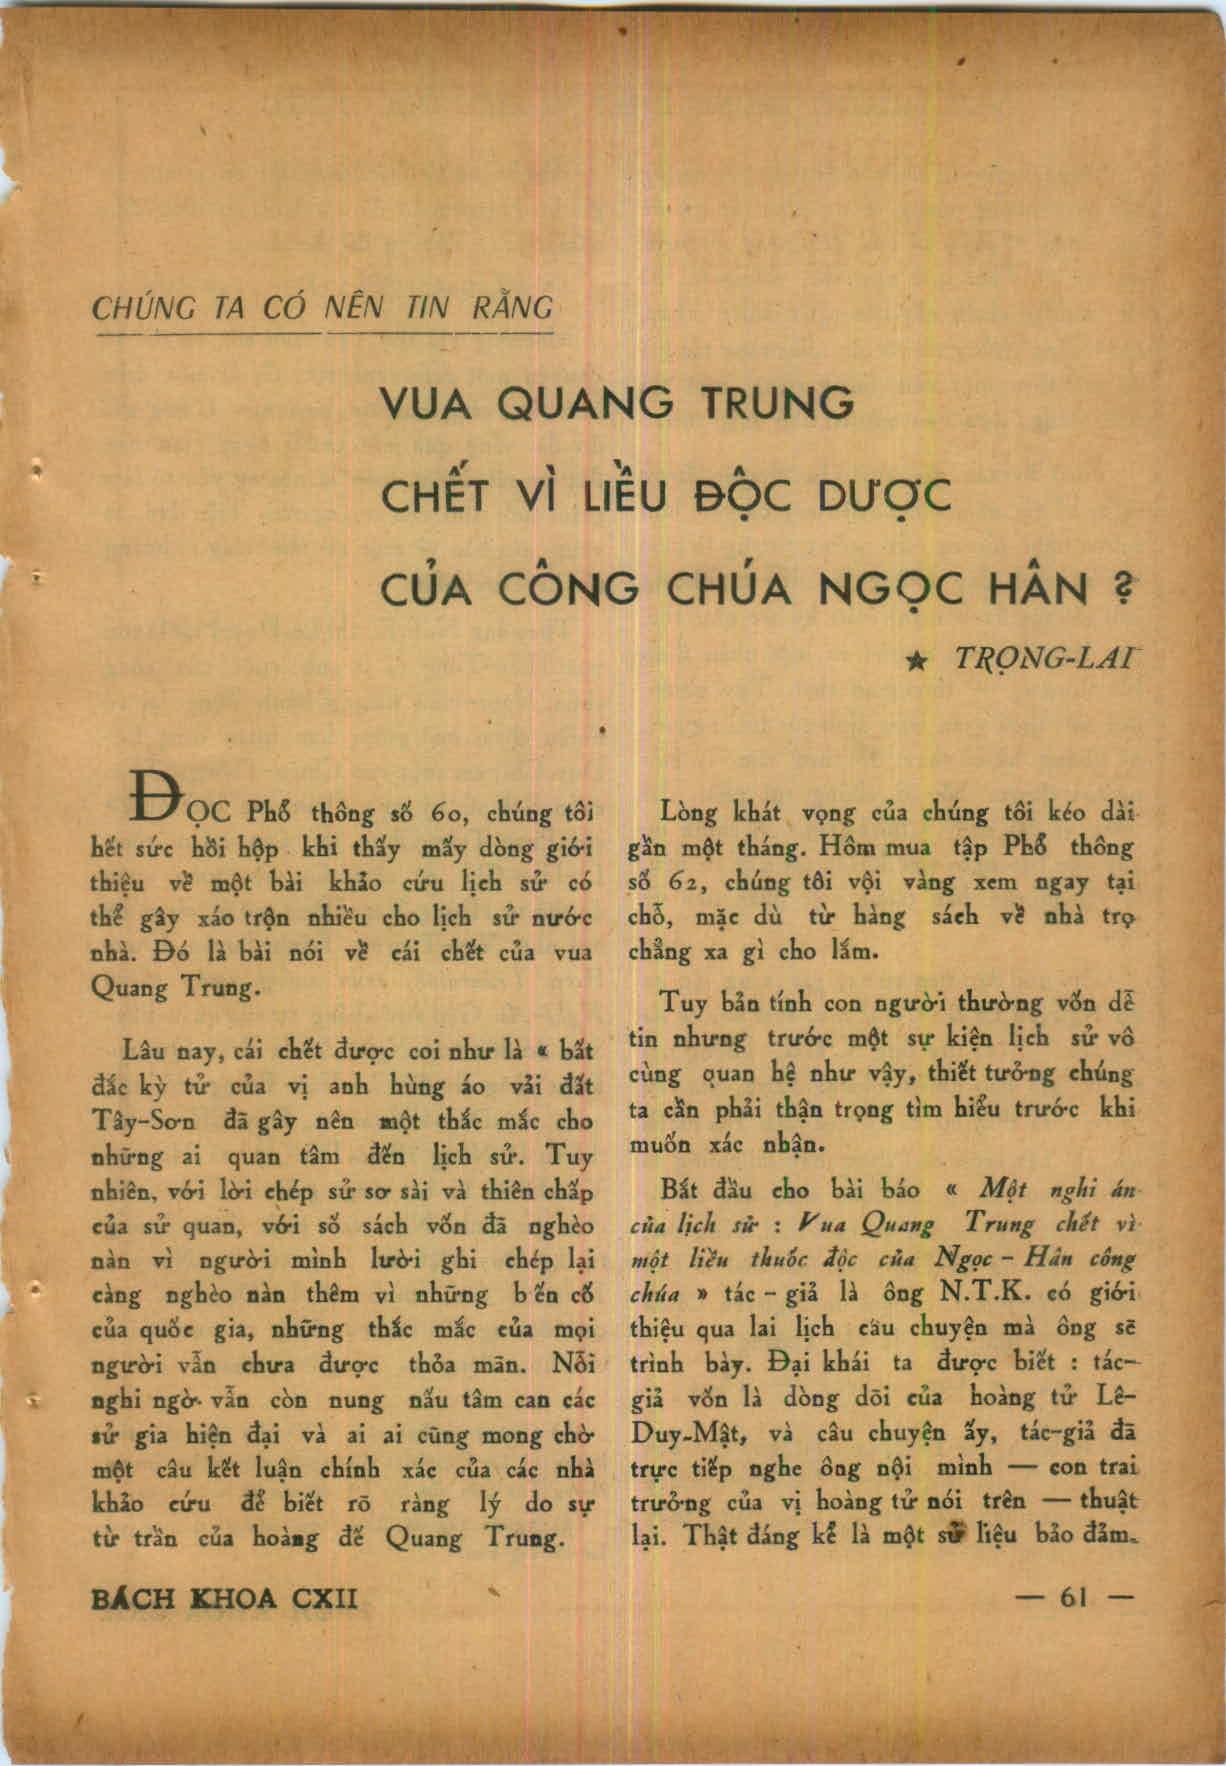 CHÚNG TA CÓ NÊN TIN RẰNG
VUA QUANG TRUNG
CHẾT VÌ LIỀU ĐỘC DƯỢC
CỦA CÔNG CHÚA NGỌC HÂN ?
★ TRỌNG-LAI
ĐỌC Phổ thông số 60, chúng tôi
hết sức hồi hộp khi thấy mấy dòng giới
thiệu về một bài khảo cứu lịch sử có
thể gây xáo trộn nhiều cho lịch sử nước
nhà. Đó là bài nói về cái chết của vua
Quang Trung.
Lâu nay, cái chết được coi như là « bất
đắc kỳ tử của vị anh hùng áo vải đất
Tây-Sơn đã gây nên một thắc mắc cho
những ai quan tâm đến lịch sử. Tuy
nhiên, với lời chép sử sơ sài và thiên chấp
của sử quan, với số sách vốn đã nghèo
nàn vì người mình lười ghi chép lại
càng nghèo nàn thêm vì những b ến cố
của quốc gia, những thắc mắc của mọi
người vẫn chưa được thỏa mãn. Nỗi
nghi ngờ vẫn còn nung nấu tâm can các
sử gia hiện đại và ai ai cũng mong chờ
một câu kết luận chính xác của các nhà
khảo cứu để biết rõ ràng lý do sự
từ trần của hoàng đế Quang Trung.
Lòng khát vọng của chúng tôi kéo dài
gần một tháng. Hôm mua tập Phổ thông
số 62, chúng tôi vội vàng xem ngay tại
chỗ, mặc dù từ hàng sách về nhà trọ
chẳng xa gì cho lắm.
Tuy bản tính con người thường vốn dễ
tin nhưng trước một sự kiện lịch sử vô
cùng quan hệ như vậy, thiết tưởng chúng
ta cần phải thận trọng tìm hiểu trước khi
muốn xác nhận.
Bắt đầu cho bài báo « Một nghi án
của lịch sử : Vua Quang Trung chết vì
một liều thuốc độc của Ngọc - Hân công
chúa » tác - giả là ông N.T.K. có giới
thiệu qua lai lịch câu chuyện mà ông sẽ
trình bày. Đại khái ta được biết : tác-
giả vốn là dòng dõi của hoàng tử Lê-
Duy-Mật, và câu chuyện ấy, tác-giả đã
trực tiếp nghe ông nội mình — con trai
trưởng của vị hoàng tử nói trên — thuật
lại. Thật đáng kể là một sử liệu bảo đảm.
BÁCH KHOA CXII
— 61 —